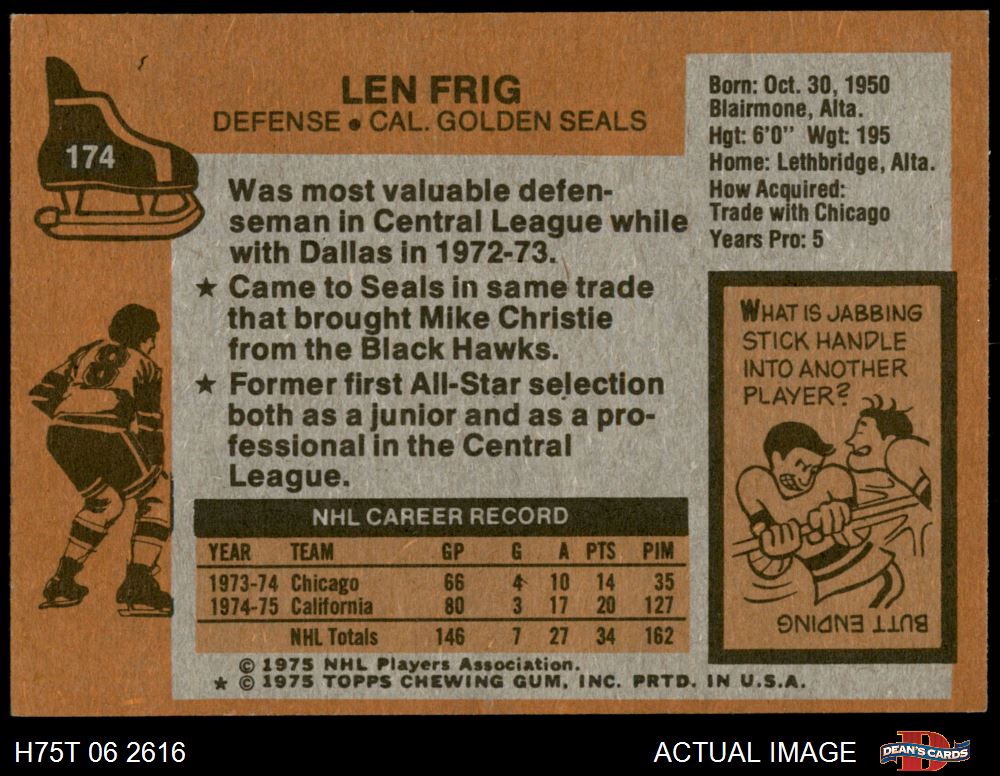 174
LEN FRIG
DEFENSE • CAL. GOLDEN SEALS
Born: Oct. 30, 1950
Blairmone, Alta.
Hgt: 6'0" Wgt: 195
Home: Lethbridge, Alta.
How Acquired:
Trade with Chicago
Years Pro: 5
Was most valuable defen-
seman in Central League while
with Dallas in 1972-73.
★ Came to Seals in same trade
that brought Mike Christie
from the Black Hawks.
★ Former first All-Star selection
both as a junior and as a pro-
fessional in the Central
League.
8
WHAT IS JABBING
STICK HANDLE
INTO ANOTHER
PLAYER?
BUTT ENDING
NHL CAREER RECORD
YEAR TEAM GP G A PTS PIM
1973-74 Chicago 66 4 10 14 35
1974-75 California 80 3 17 20 127
NHL Totals 146 7 27 34 162
© 1975 NHL Players Association.
★ © 1975 TOPPS CHEWING GUM, INC. PRTD. IN U.S.A.
H75T 06 2616
ACTUAL IMAGE
D
DEAN'S CARDS